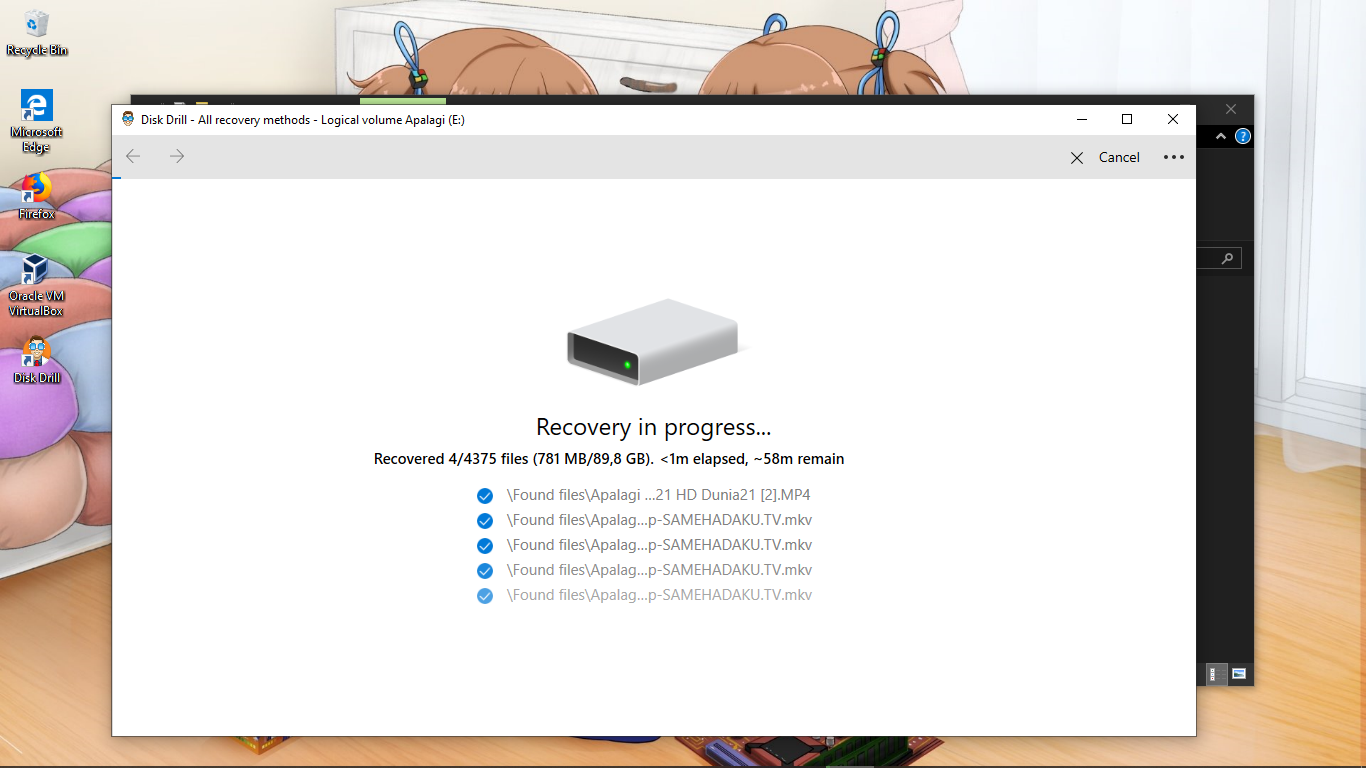 Recycle Bin
Microsoft
Edge
Firefox
Oracle VM
VirtualBox
Disk Drill
Disk Drill - All recovery methods - Logical volume Apalagi (E:)
Cancel
Recovery in progress...
Recovered 4/4375 files (781 MB/89,8 GB). <1m elapsed, ~58m remain
\Found files\Apalagi ...21 HD Dunia21 [2].MP4
\Found files\Apalag...p-SAMEHADAKU.TV.mkv
\Found files\Apalag...p-SAMEHADAKU.TV.mkv
\Found files\Apalag...p-SAMEHADAKU.TV.mkv
\Found files\Apalag...p-SAMEHADAKU.TV.mkv